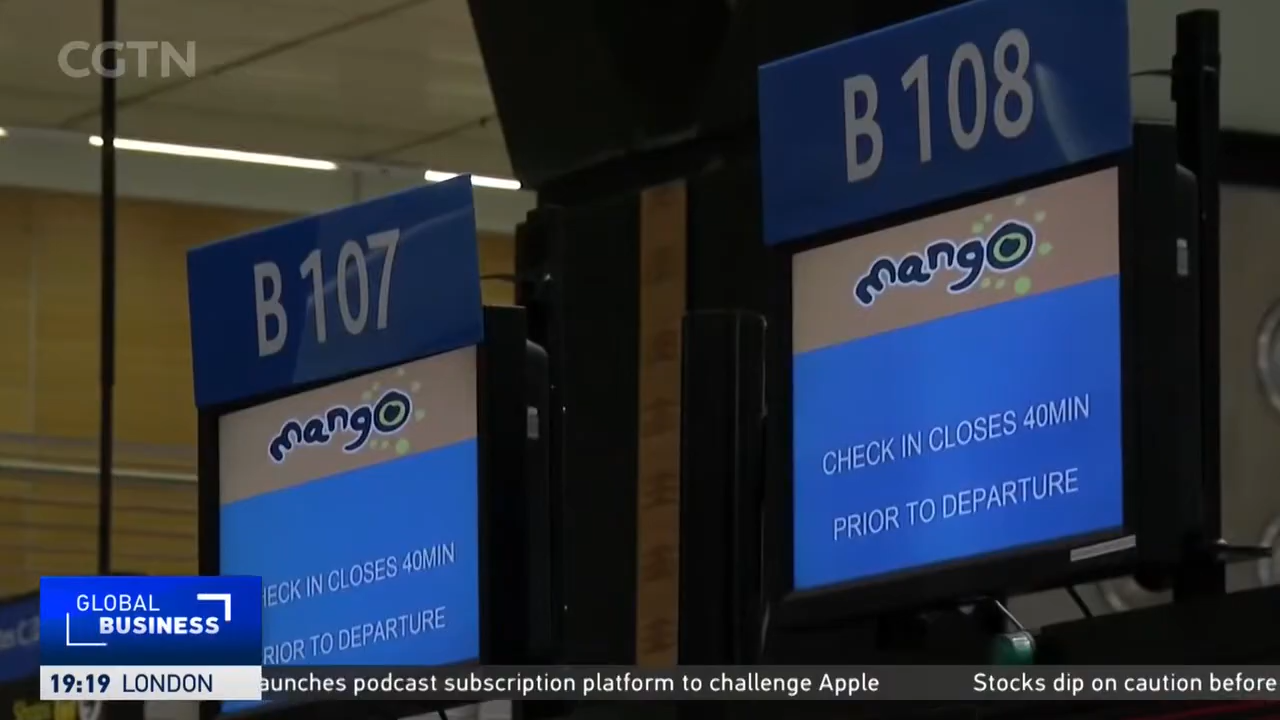 CGTN
B 108
B 107
mango
CHECK IN CLOSES 40MIN
PRIOR TO DEPARTURE
mango
CHECK IN CLOSES 40MIN
PRIOR TO DEPARTURE
GLOBAL
BUSINESS
19:19 LONDON
aunches podcast subscription platform to challenge Apple Stocks dip on caution before